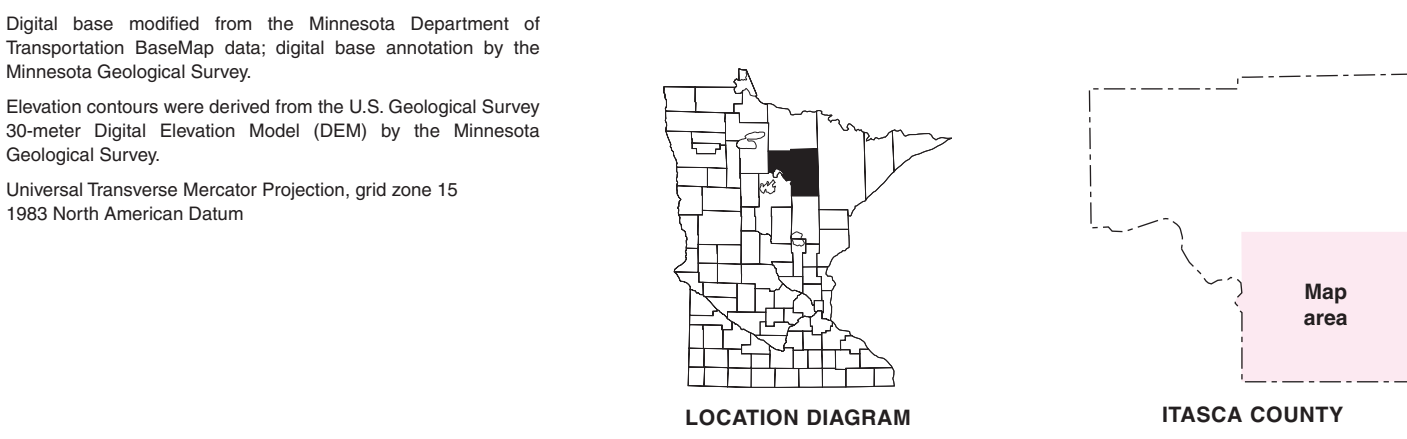 Digital base modified from the Minnesota Department of
Transportation BaseMap data; digital base annotation by the
Minnesota Geological Survey.
Elevation contours were derived from the U.S. Geological Survey
30-meter Digital Elevation Model (DEM) by the Minnesota
Geological Survey.
Universal Transverse Mercator Projection, grid zone 15
1983 North American Datum
LOCATION DIAGRAM
Map
area
ITASCA COUNTY